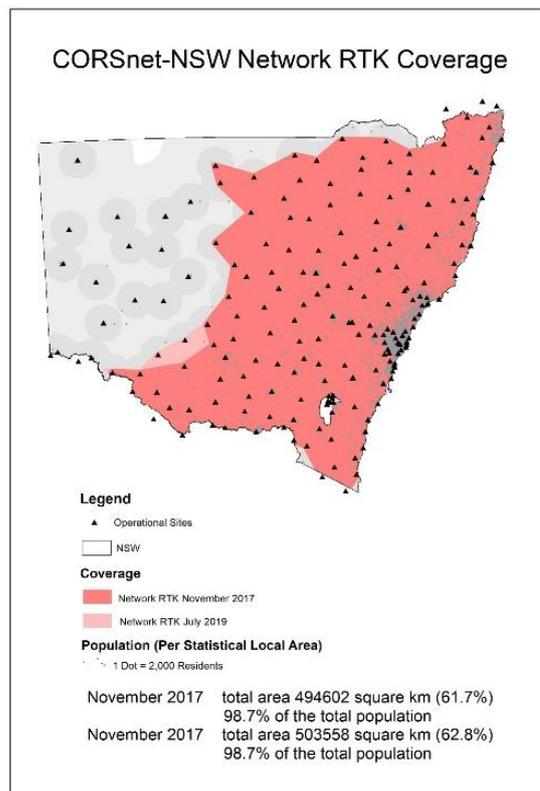 CORSnet-NSW Network RTK Coverage
Legend
Operational Sites
NSW
Coverage
Network RTK November 2017
Network RTK July 2019
Population (Per Statistical Local Area)
1 Dot = 2,000 Residents
November 2017 total area 494602 square km (61.7%)
98.7% of the total population
November 2017 total area 503558 square km (62.8%)
98.7% of the total population